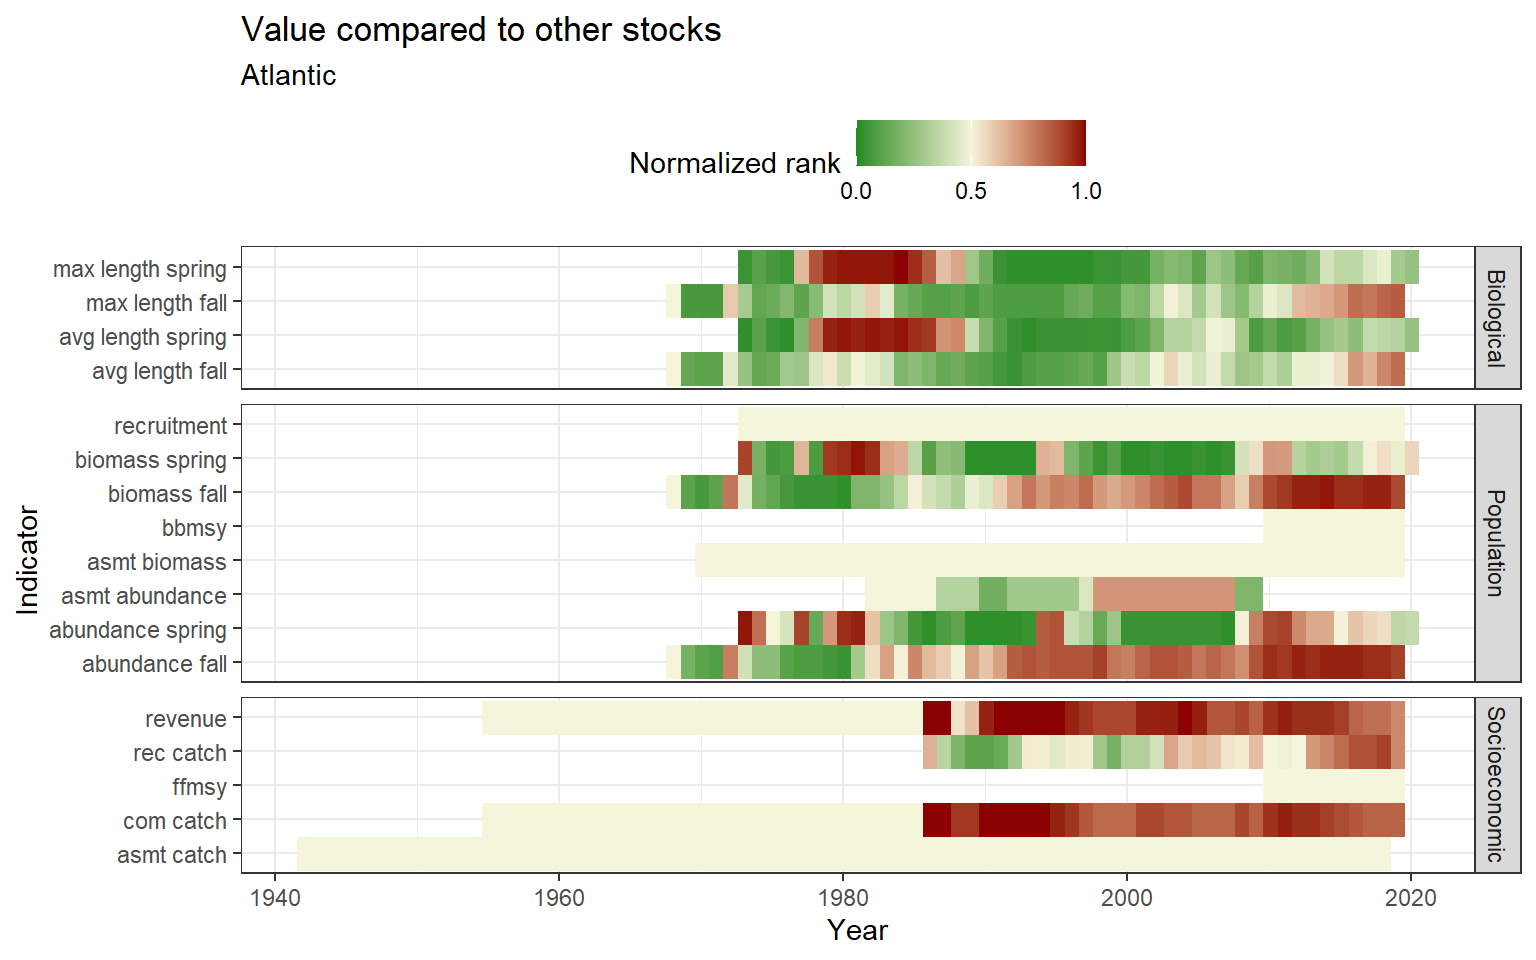 Value compared to other stocks
Atlantic
Normalized rank
0.0 0.5 1.0
Indicator
max length spring
max length fall
avg length spring
avg length fall
Biological
recruitment
biomass spring
biomass fall
bbmsy
asmt biomass
asmt abundance
abundance spring
abundance fall
Population
revenue
rec catch
ffmsy
com catch
asmt catch
Socioeconomic
1940 1960 1980 2000 2020
Year